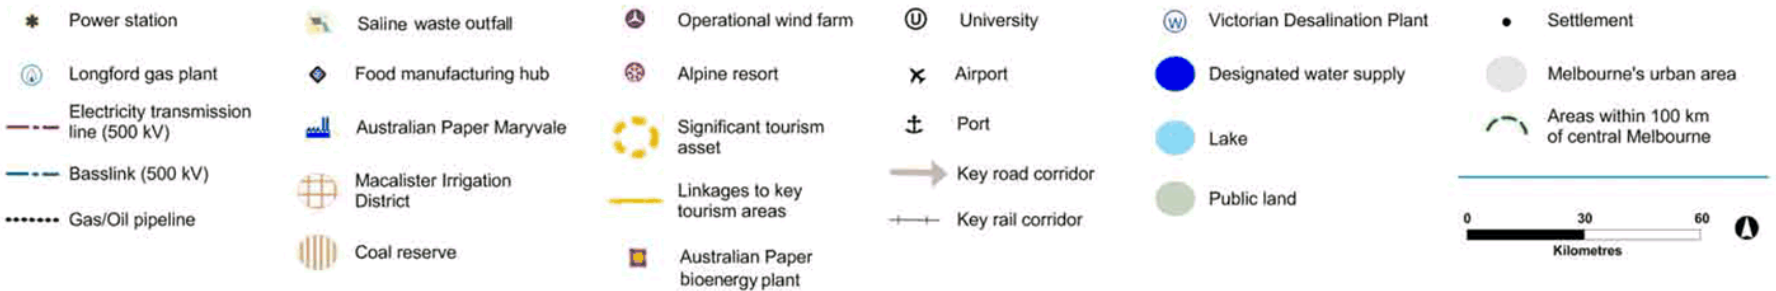 Power station
Longford gas plant
Electricity transmission
line (500 kV)
Basslink (500 kV)
Gas/Oil pipeline
Saline waste outfall
Food manufacturing hub
Australian Paper Maryvale
Macalister Irrigation
District
Coal reserve
Operational wind farm
Alpine resort
Significant tourism
asset
Linkages to key
tourism areas
Australian Paper
bioenergy plant
U
University
Airport
Port
Key road corridor
Key rail corridor
W
Victorian Desalination Plant
Designated water supply
Lake
Public land
Settlement
Melbourne's urban area
Areas within 100 km
of central Melbourne
0 30 60
Kilometres